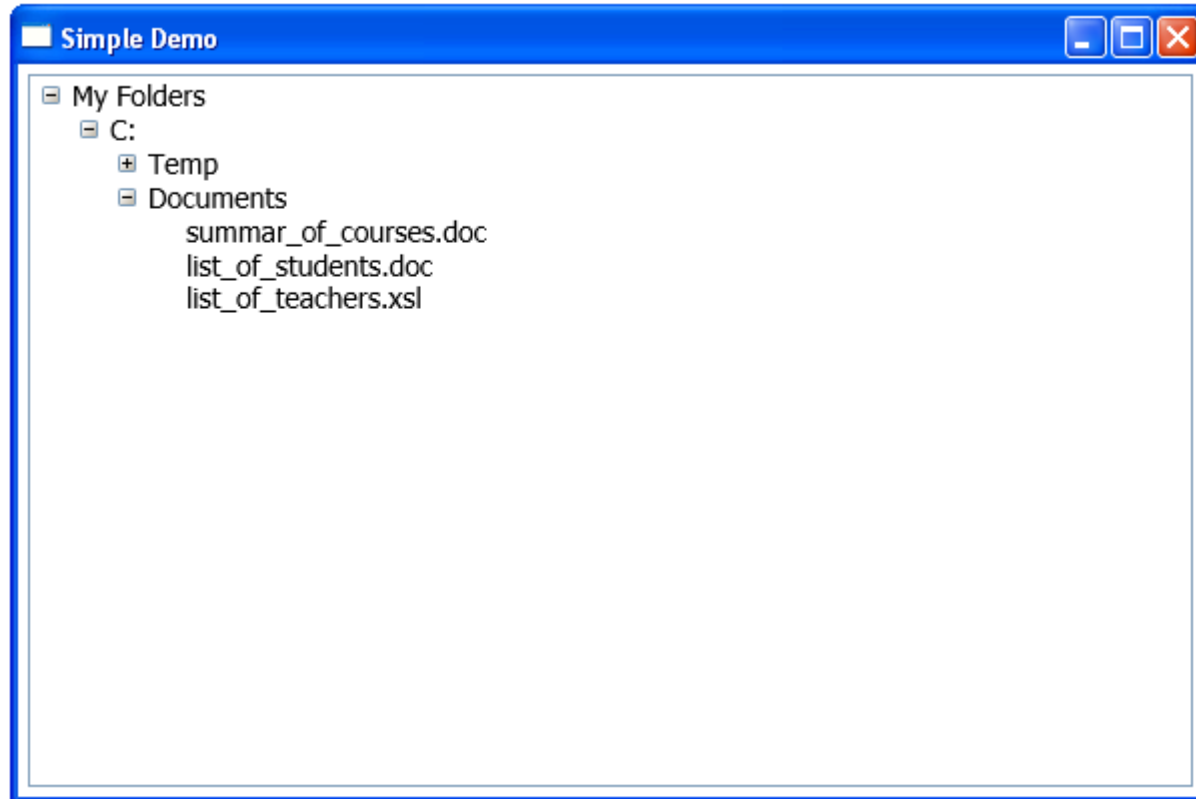 Simple Demo
My Folders
C:
Temp
Documents
summar_of_courses.doc
list_of_students.doc
list_of_teachers.xsl